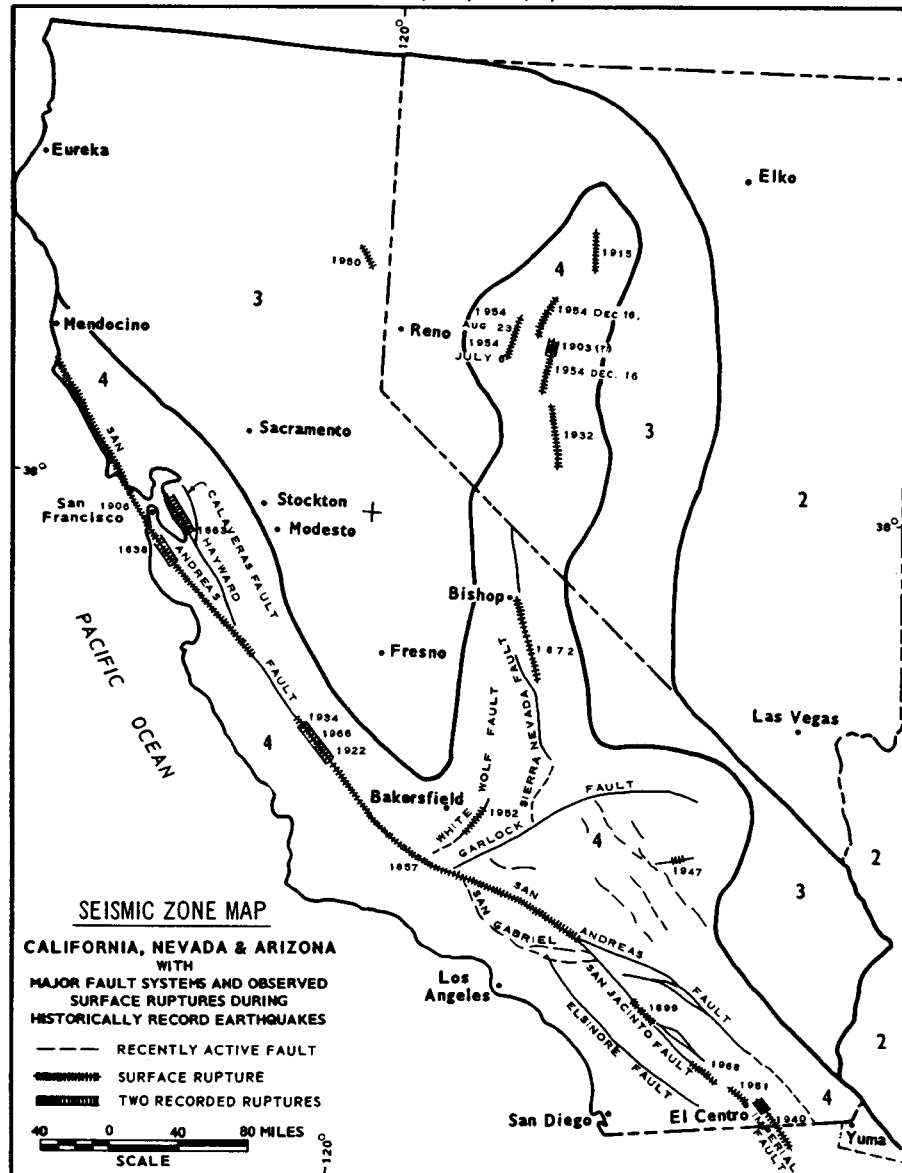 120°
Eureka
Elko
1915
4
1950
3
1954
AUG 23
1954
JULY 6
1954 DEC 16,
1903 (?)
1954 DEC. 16
Mendocino
Reno
4
1932
3
Sacramento
38°
SAN
San
Francisco
1906
Stockton
Modesto
CALAVERAS FAULT
HAYWARD
1838
ANDREAS
2
38°
Bishop
1872
PACIFIC OCEAN
Fresno
FAULT
SIERRA NEVADA FAULT
WHITE WOLF FAULT
Las Vegas
4
1934
1966
1922
Bakersfield
1952
GARLOCK
FAULT
4
1947
2
1857
SAN
ANDREAS
FAULT
3
SAN
GABRIEL
SEISMIC ZONE MAP
CALIFORNIA, NEVADA & ARIZONA
WITH
MAJOR FAULT SYSTEMS AND OBSERVED
SURFACE RUPTURES DURING
HISTORICALLY RECORD EARTHQUAKES
RECENTLY ACTIVE FAULT
SURFACE RUPTURE
TWO RECORDED RUPTURES
40 0 40 80 MILES
SCALE
120°
Los
Angeles
SAN JACINTO FAULT
1899
ELSINORE FAULT
2
1968
1951
4
San Diego
El Centro
1940
IMPERIAL
FAULT
Yuma